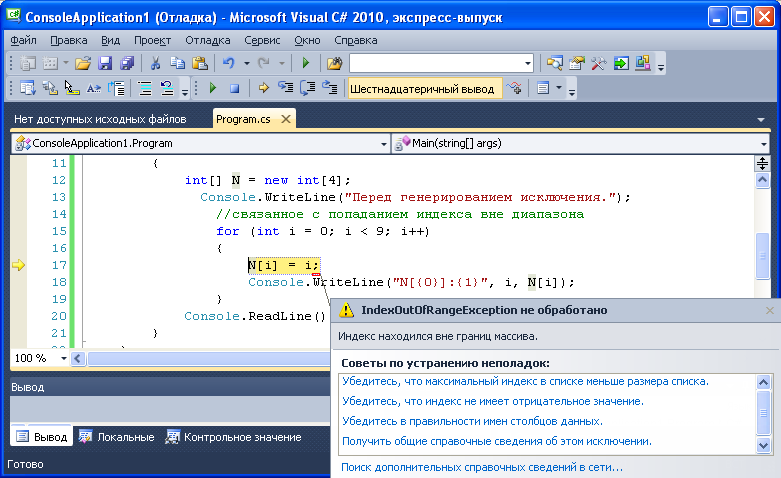 ConsoleApplication1 (Отладка) - Microsoft Visual C# 2010, экспресс-выпуск
Файл Правка Вид Проект Отладка Сервис Окно Справка
Шестнадцатеричный вывод
Нет доступных исходных файлов Program.cs
ConsoleApplication1.Program Main(string[] args)
11 {
12 int[] N = new int[4];
13 Console.WriteLine("Перед генерированием исключения.");
14 //связанное с попаданием индекса вне диапазона
15 for (int i = 0; i < 9; i++)
16 {
17 N[i] = i;
18 Console.WriteLine("N[{0}]:{1}", i, N[i]);
19 }
20 Console.ReadLine()
21 }
100 %
IndexOutOfRangeException не обработано
Индекс находился вне границ массива.
Советы по устранению неполадок:
Убедитесь, что максимальный индекс в списке меньше размера списка.
Убедитесь, что индекс не имеет отрицательное значение.
Убедитесь в правильности имен столбцов данных.
Получить общие справочные сведения об этом исключении.
Поиск дополнительных справочных сведений в сети...
Вывод
Вывод Локальные Контрольное значение
Готово